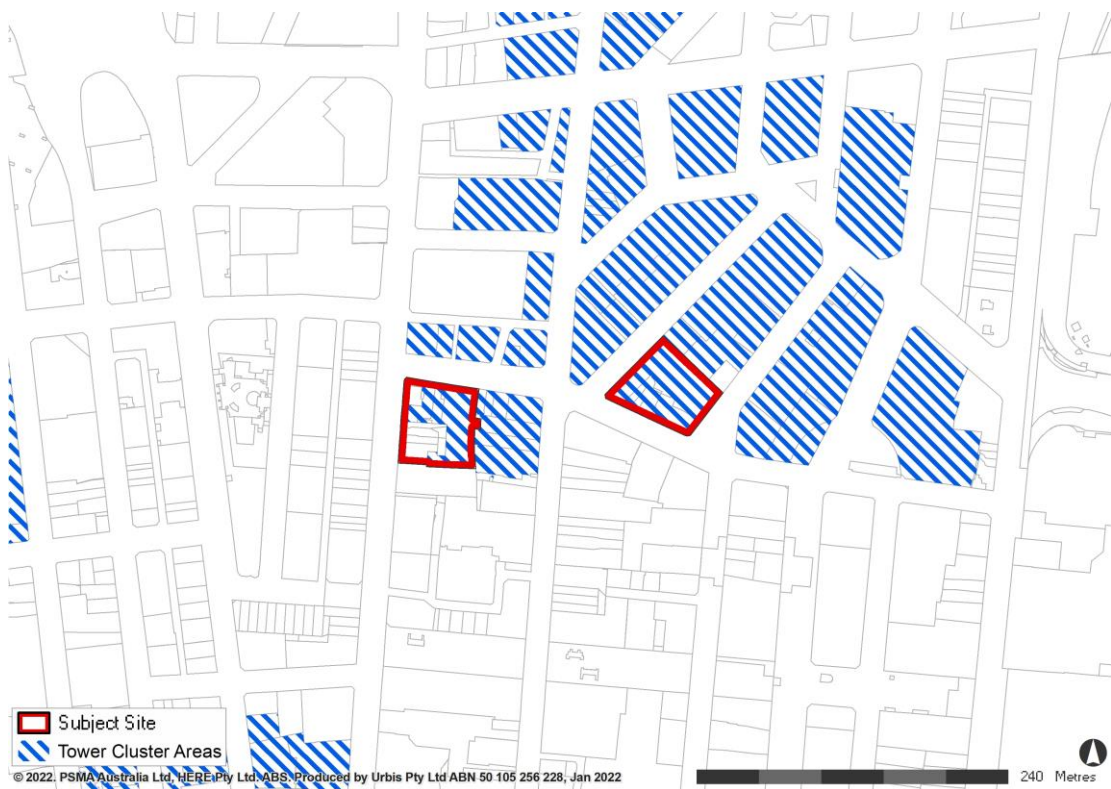 Subject Site
Tower Cluster Areas
© 2022. PSMA Australia Ltd, HERE Pty Ltd. ABS. Produced by Urbis Pty Ltd ABN 50 105 256 228, Jan 2022
240 Metres